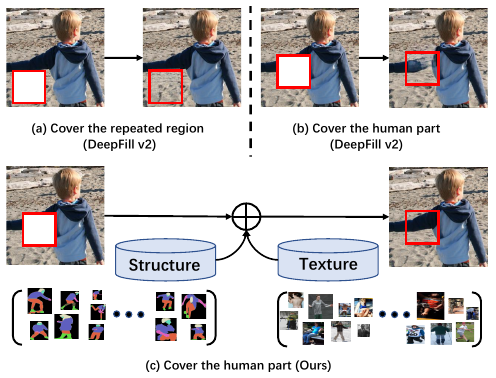 (a) Cover the repeated region
(DeepFill v2)
(b) Cover the human part
(DeepFill v2)
Structure
Texture
(c) Cover the human part (Ours)